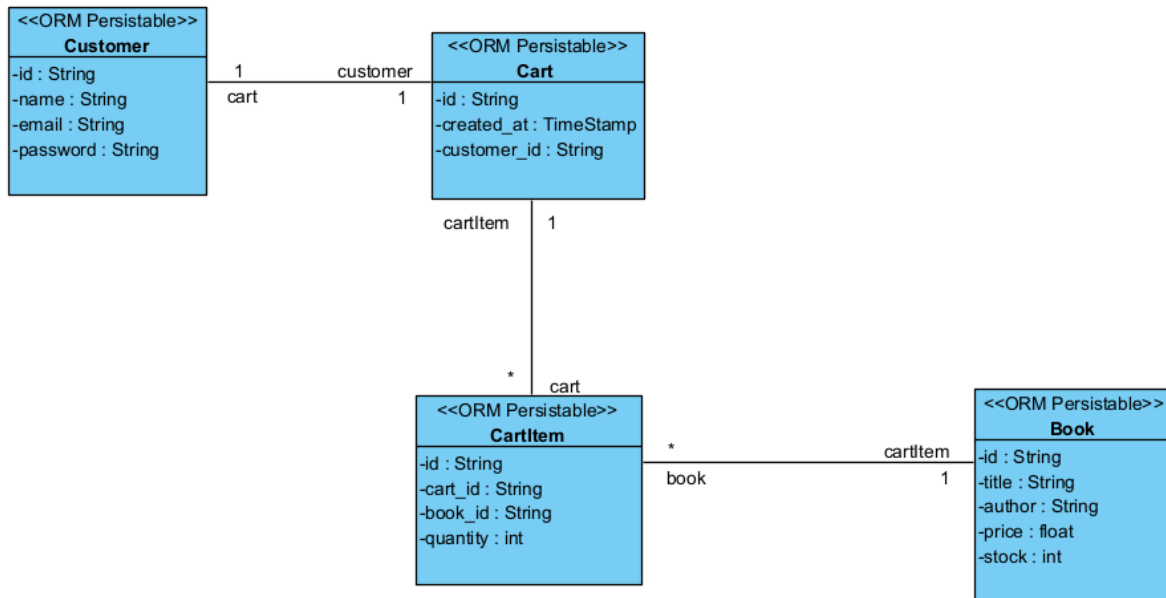 <<ORM Persistable>>
Customer
-id : String
-name : String
-email : String
-password : String
1
cart
customer
1
<<ORM Persistable>>
Cart
-id : String
-created_at : TimeStamp
-customer_id : String
cartItem
1
*
cart
<<ORM Persistable>>
CartItem
-id : String
-cart_id : String
-book_id : String
-quantity : int
*
book
cartItem
1
<<ORM Persistable>>
Book
-id : String
-title : String
-author : String
-price : float
-stock : int